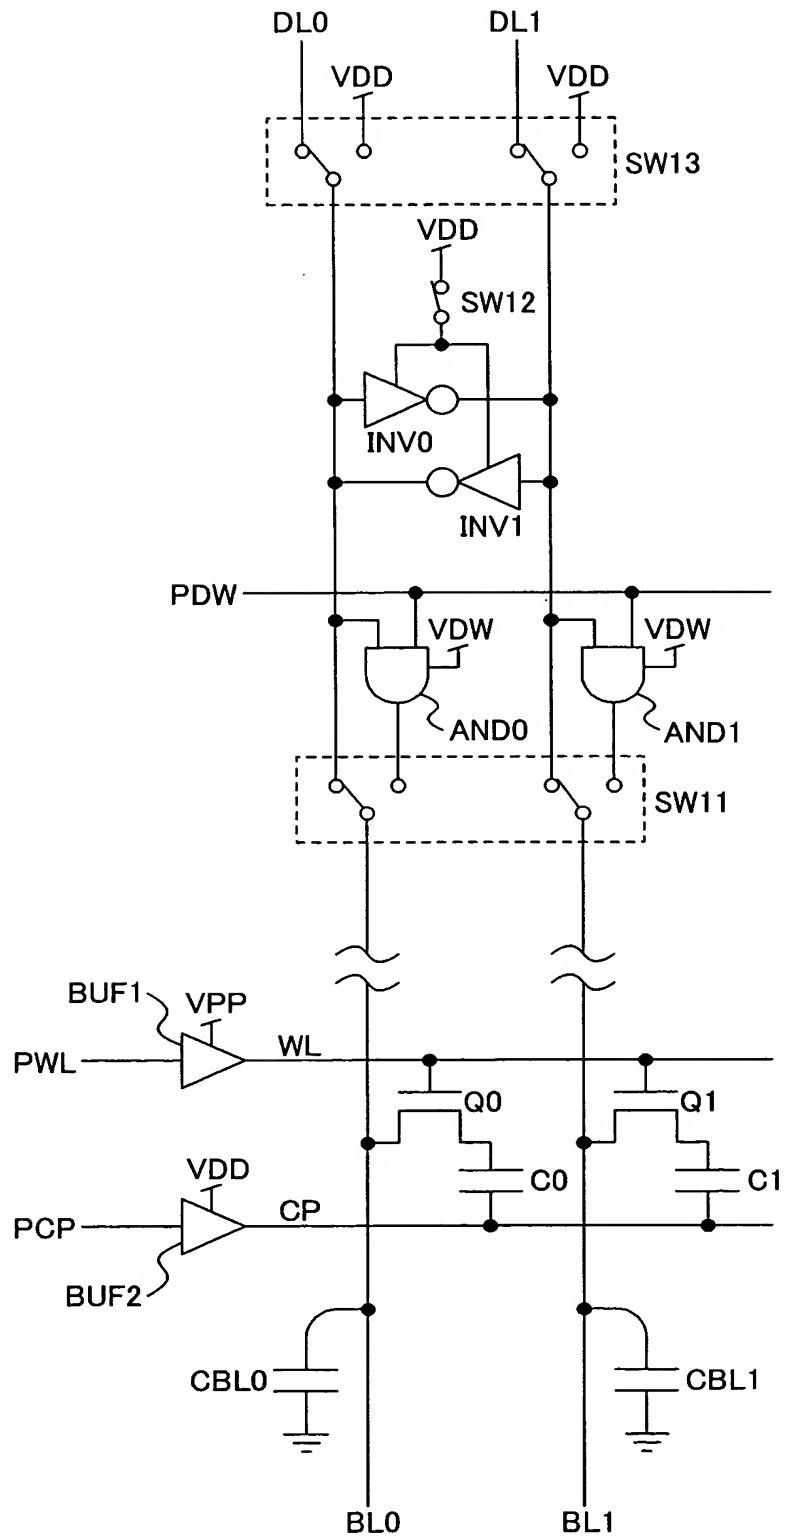 DL0 DL1
VDD VDD
SW13
VDD
SW12
INV0
INV1
PDW
VDW VDW
AND0 AND1
SW11
BUF1 VPP
PWL WL
Q0 Q1
VDD C0 C1
PCP CP
BUF2
CBL0 CBL1
BL0 BL1